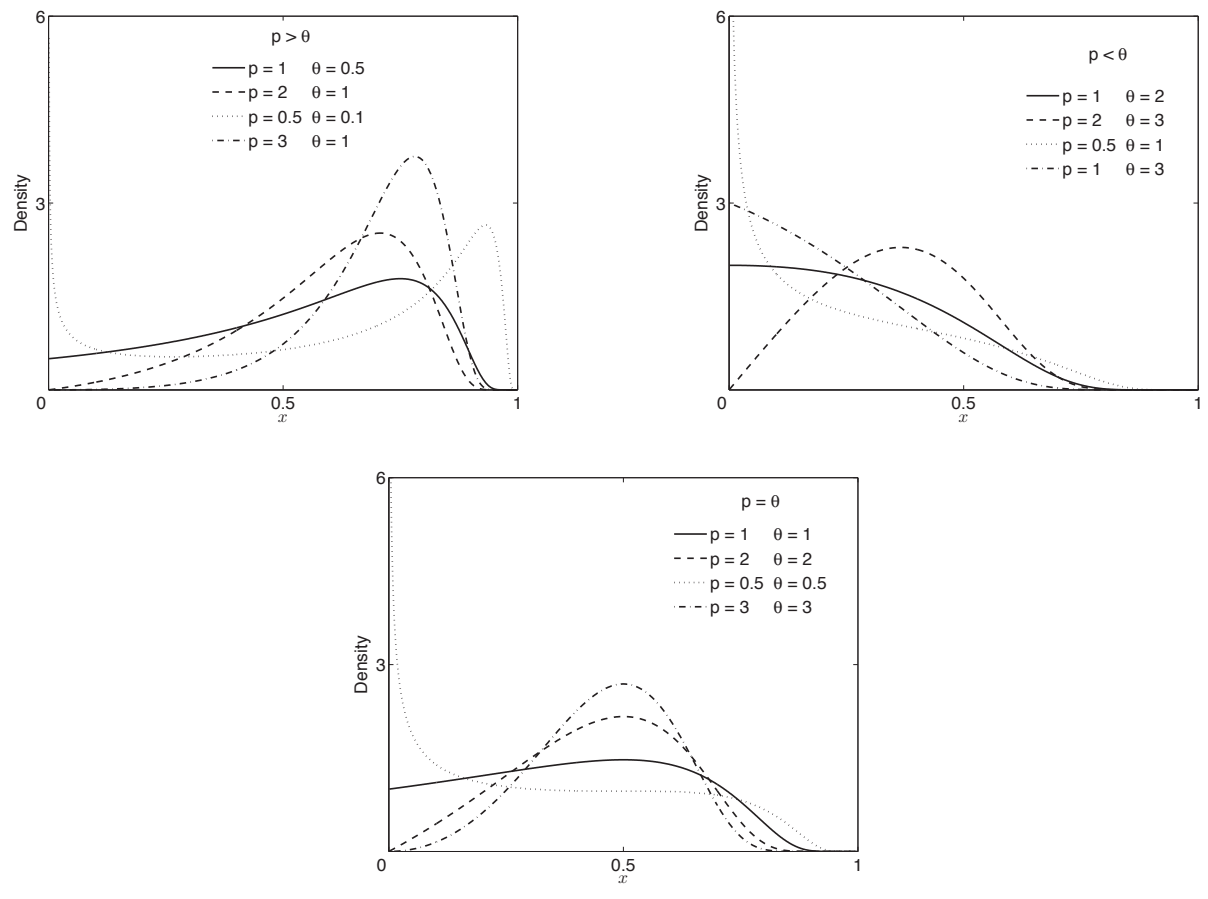 6
p > θ
p = 1 θ = 0.5
p = 2 θ = 1
p = 0.5 θ = 0.1
p = 3 θ = 1
Density
3
0 0.5 1
x
6
p < θ
p = 1 θ = 2
p = 2 θ = 3
p = 0.5 θ = 1
p = 1 θ = 3
Density
3
0 0.5 1
x
6
p = θ
p = 1 θ = 1
p = 2 θ = 2
p = 0.5 θ = 0.5
p = 3 θ = 3
Density
3
0 0.5 1
x